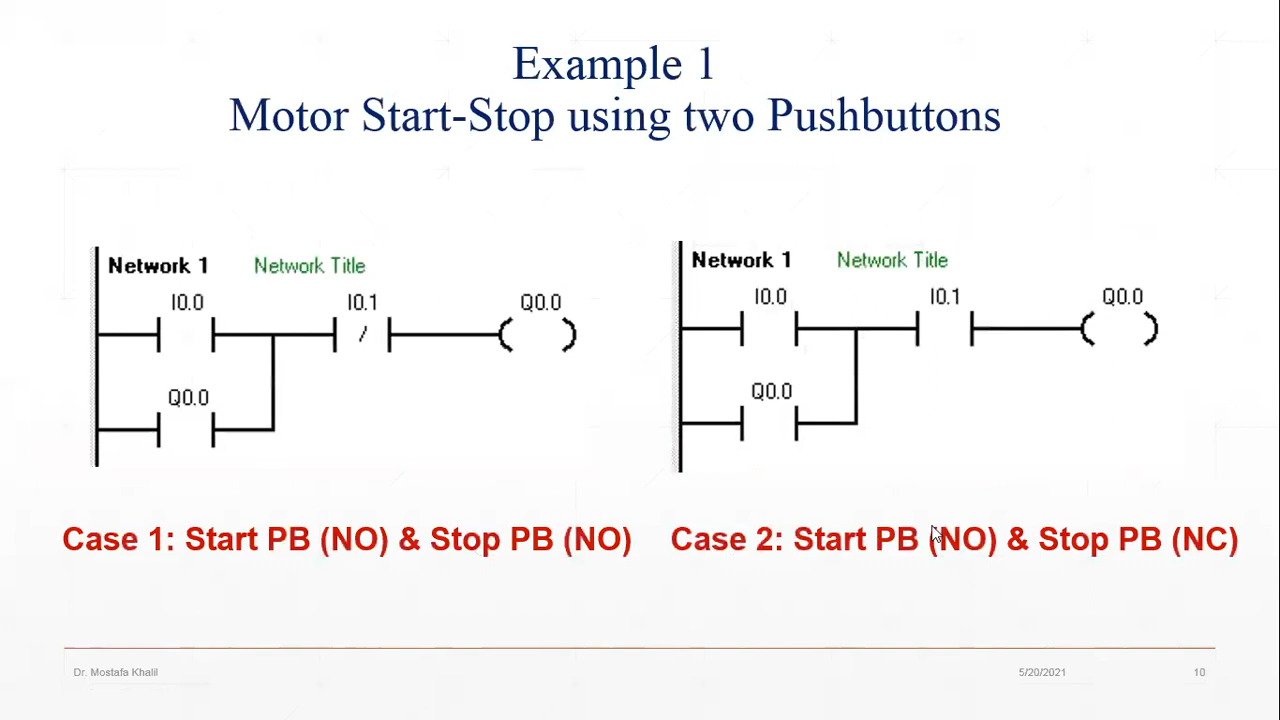 Example 1
Motor Start-Stop using two Pushbuttons
Network 1 Network Title
I0.0 I0.1 Q0.0
/
Q0.0
Case 1: Start PB (NO) & Stop PB (NO)
Network 1 Network Title
I0.0 I0.1 Q0.0
Q0.0
Case 2: Start PB (NO) & Stop PB (NC)
Dr. Mostafa Khalil 5/20/2021 10